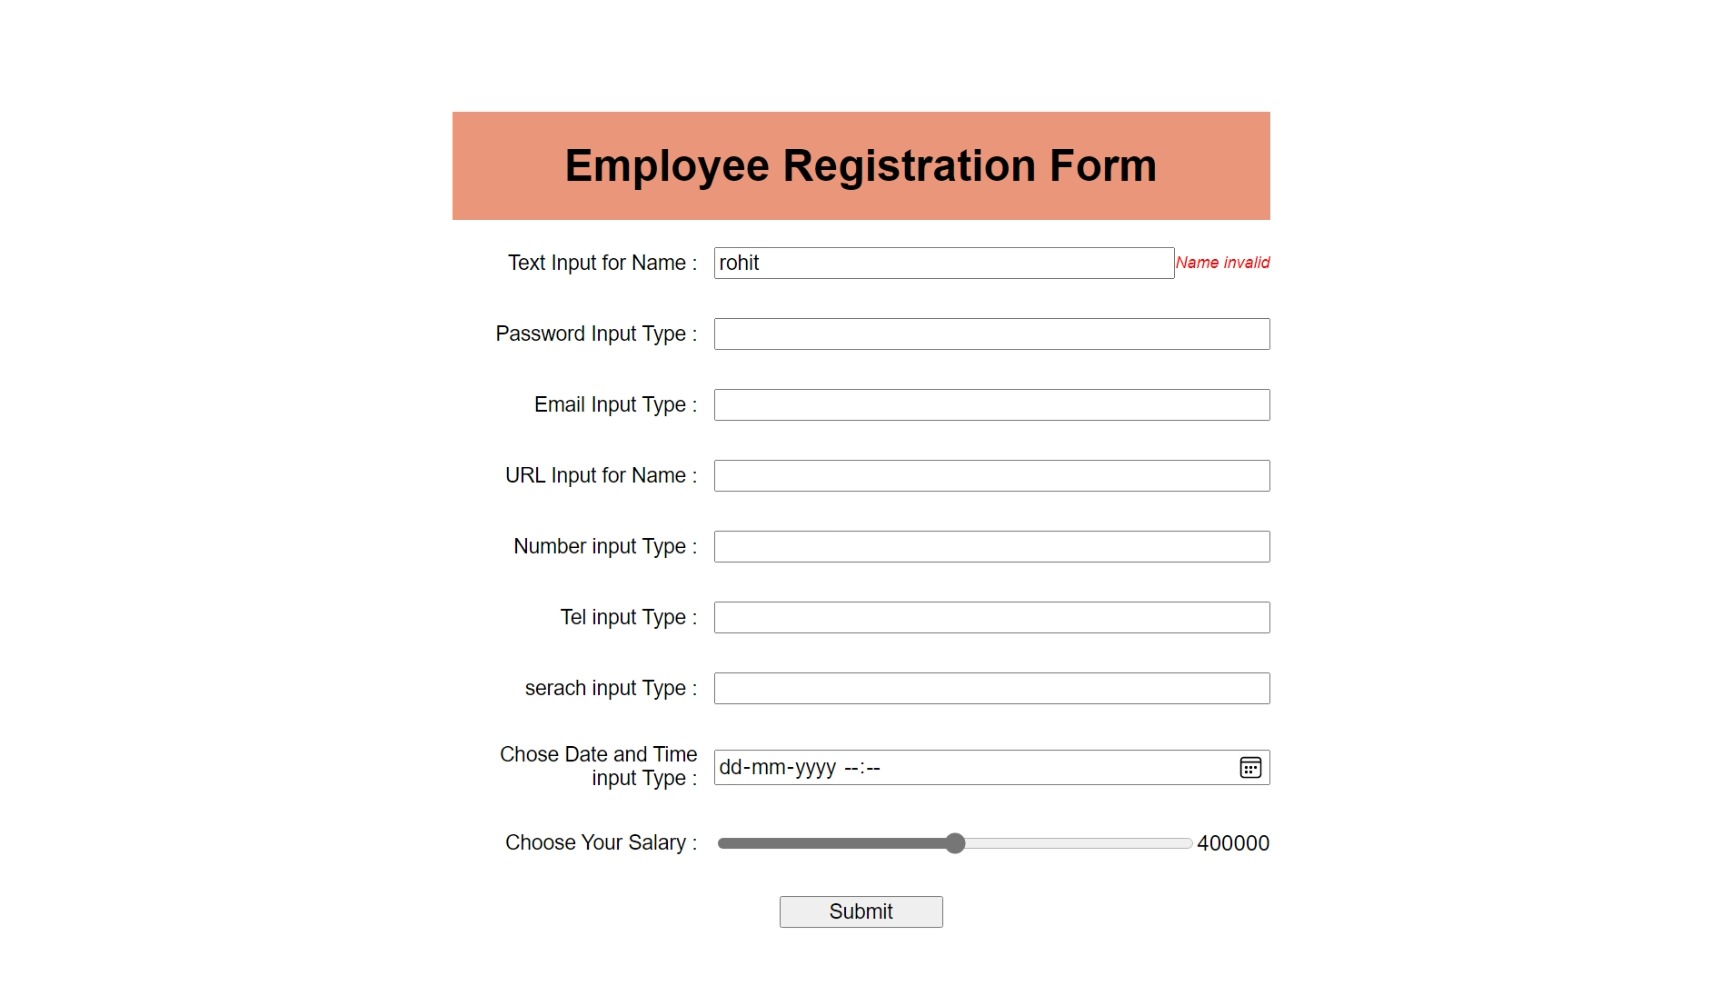 Employee Registration Form
Text Input for Name : rohit Name invalid
Password Input Type :
Email Input Type :
URL Input for Name :
Number input Type :
Tel input Type :
serach input Type :
Chose Date and Time
input Type : dd-mm-yyyy --:--
Choose Your Salary : 400000
Submit